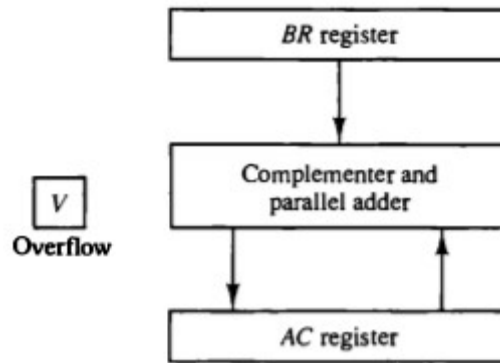 BR register
Complementer and
parallel adder
V
Overflow
AC register